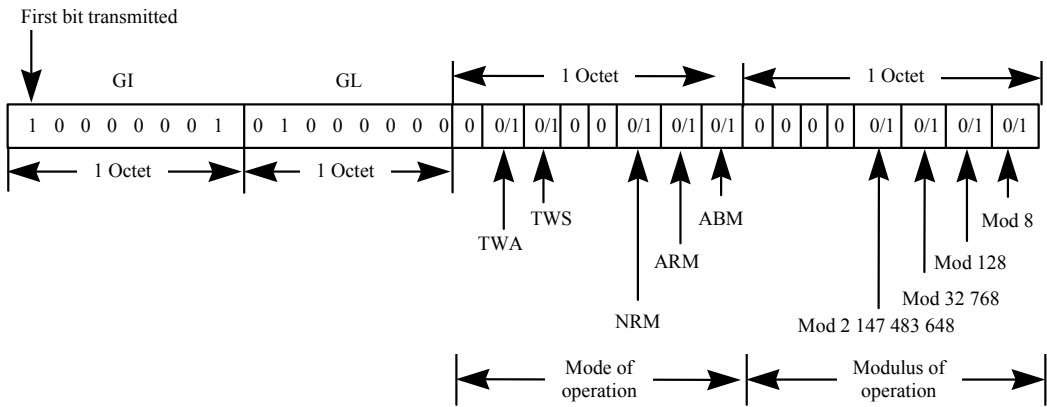 First bit transmitted
GI GL 1 Octet 1 Octet
1 0 0 0 0 0 0 1 0 1 0 0 0 0 0 0 0 0/1 0/1 0 0 0/1 0/1 0/1 0 0 0 0 0/1 0/1 0/1 0/1
1 Octet 1 Octet
TWA TWS NRM ARM ABM
Mod 8
Mod 128
Mod 32 768
Mod 2 147 483 648
Mode of
operation
Modulus of
operation